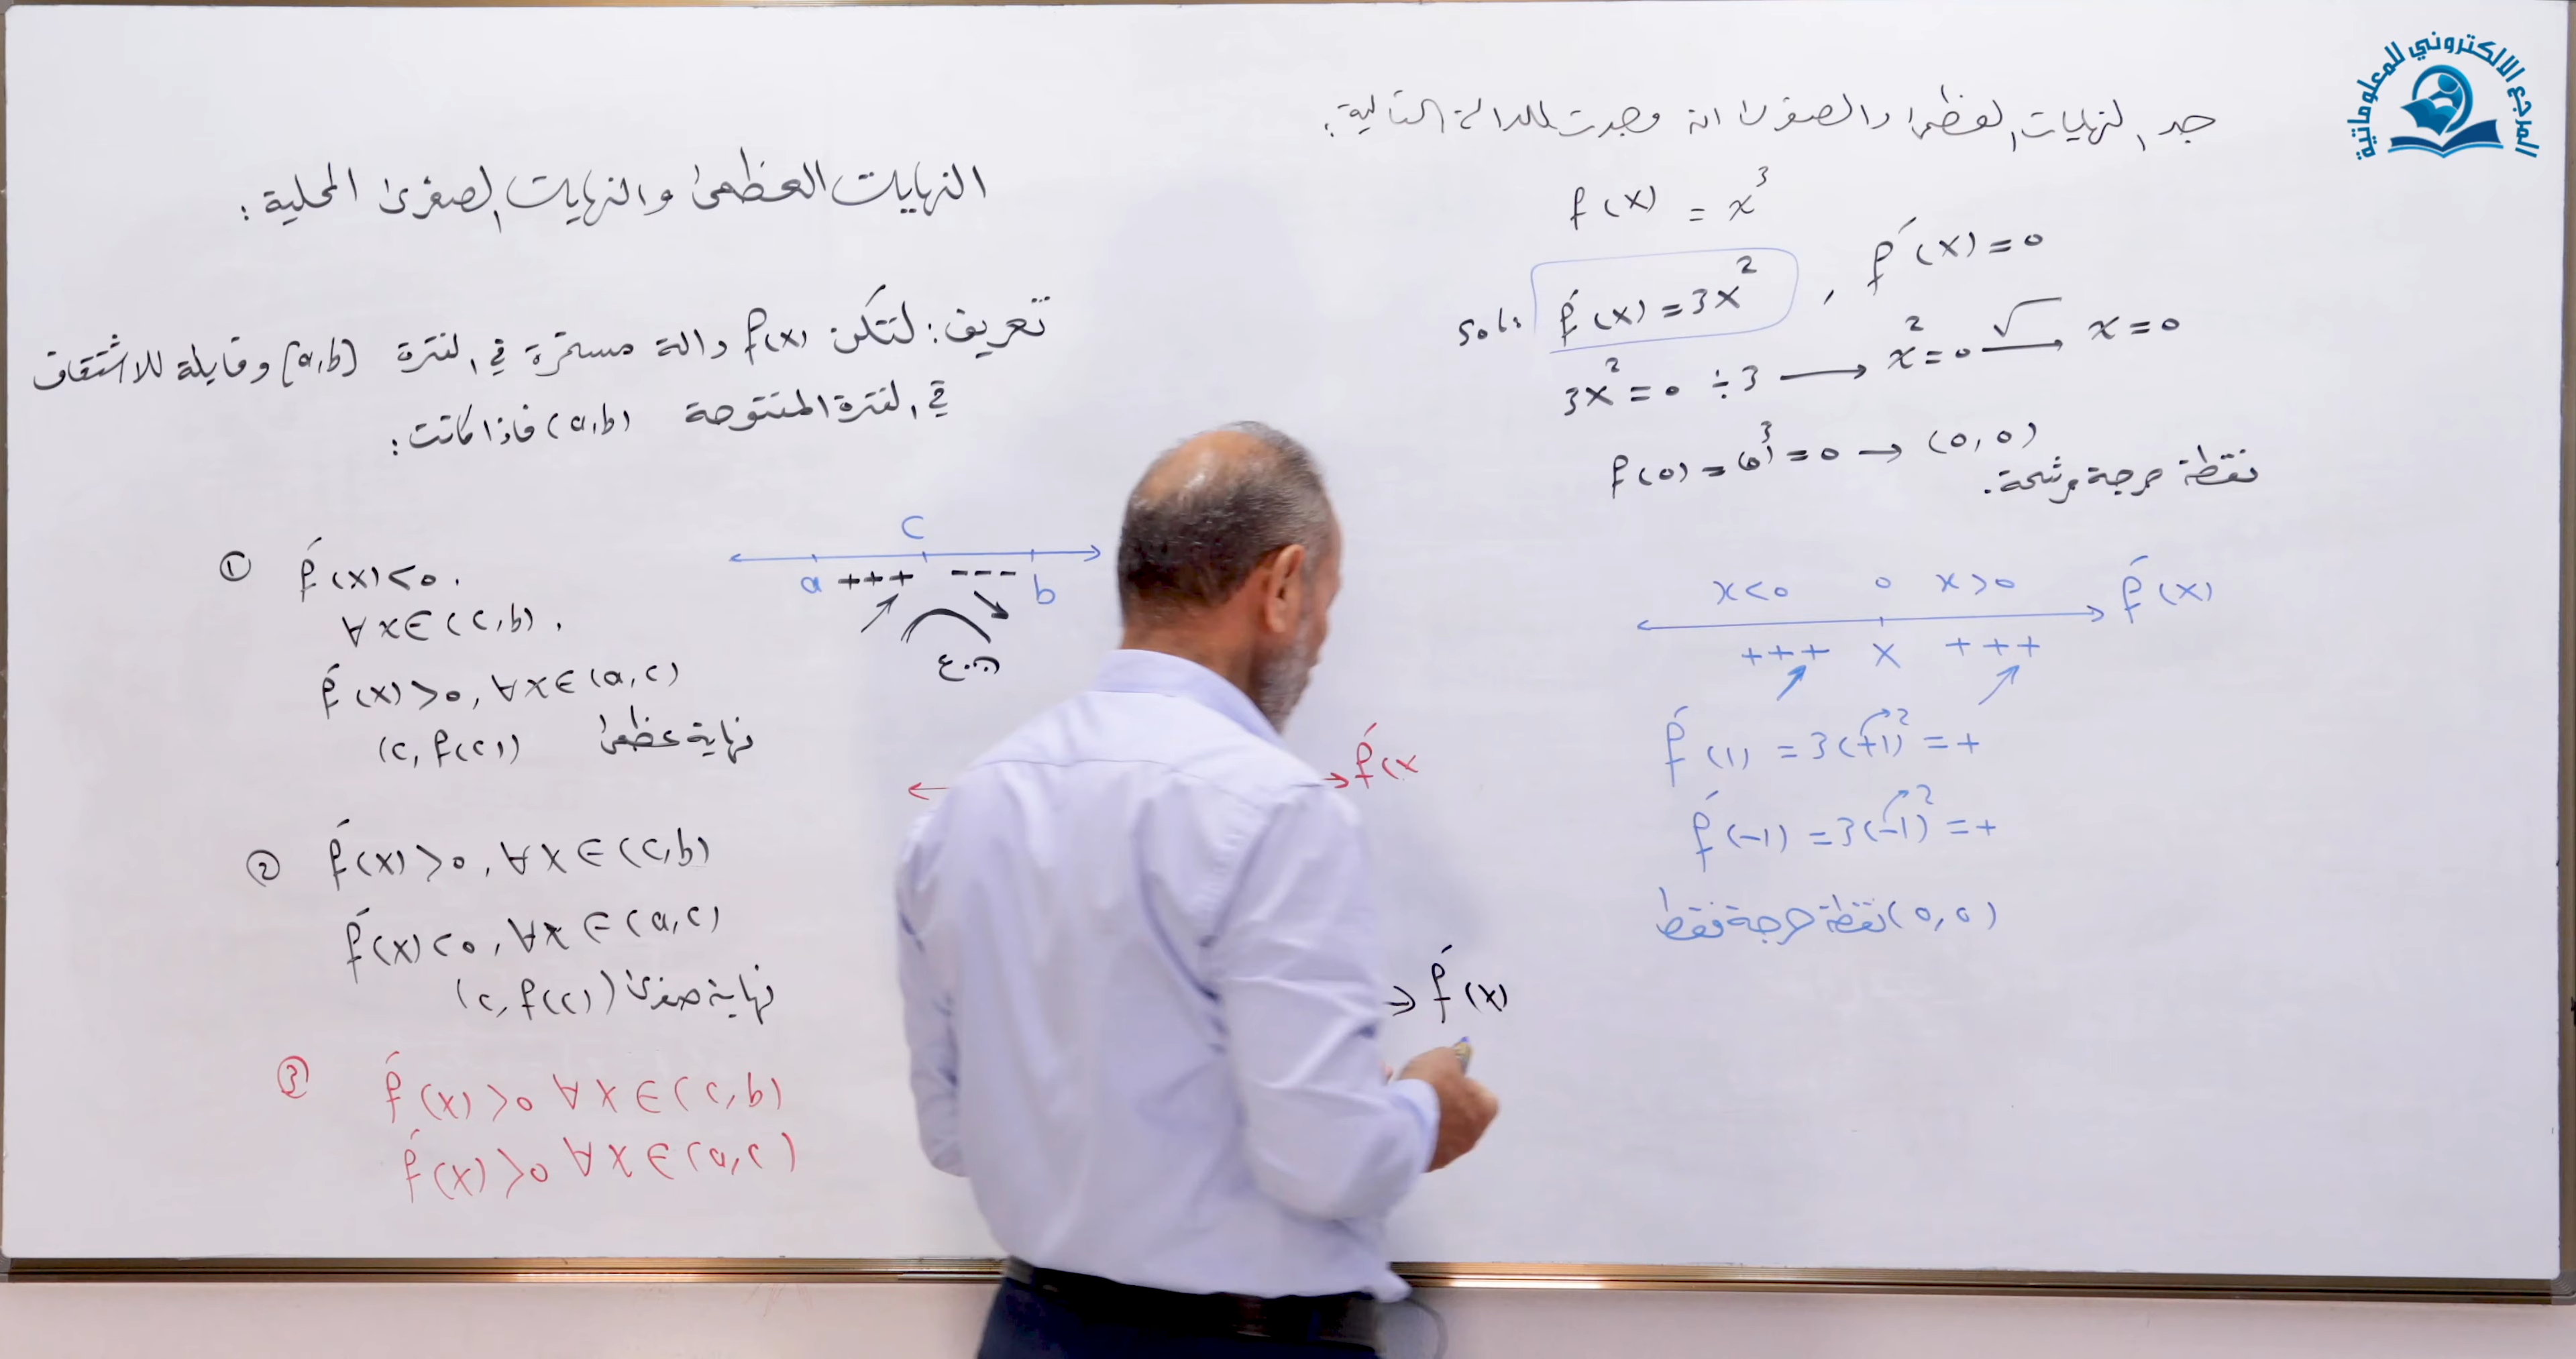 المرجع الالكتروني للمعلوماتية
جد النهايات العظمى والصغرى ان وجدت للدالة التالية:
f(x) = x³
sol: f́(x) = 3x² , f́(x) = 0
3x² = 0 ÷3 → x² = 0 —√→ x = 0
f(0) = (0)³ = 0 → (0,0)
نقطة حرجة مرشحة.
x<0 0 x>0 f́(x)
+++ X +++
f́(1) = 3(+1)² = +
f́(-1) = 3(-1)² = +
(0,0) نقطة حرجة فقط
النهايات العظمى والنهايات الصغرى المحلية:
تعريف: لتكن f(x) دالة مستمرة في الفترة [a,b] وقابلة للاشتقاق
في الفترة المفتوحة (a,b) فاذا كانت:
① f́(x)<0.
∀x∈(c,b).
f́(x)>0, ∀x∈(a,c)
(c, f(c)) نهاية عظمى
c
a +++ --- b
② f́(x)>0, ∀x∈(c,b)
f́(x)<0, ∀x∈(a,c)
(c, f(c)) نهاية صغرى
③ f́(x)>0 ∀x∈(c,b)
f́(x)>0 ∀x∈(a,c)
f́(x
f́(x)